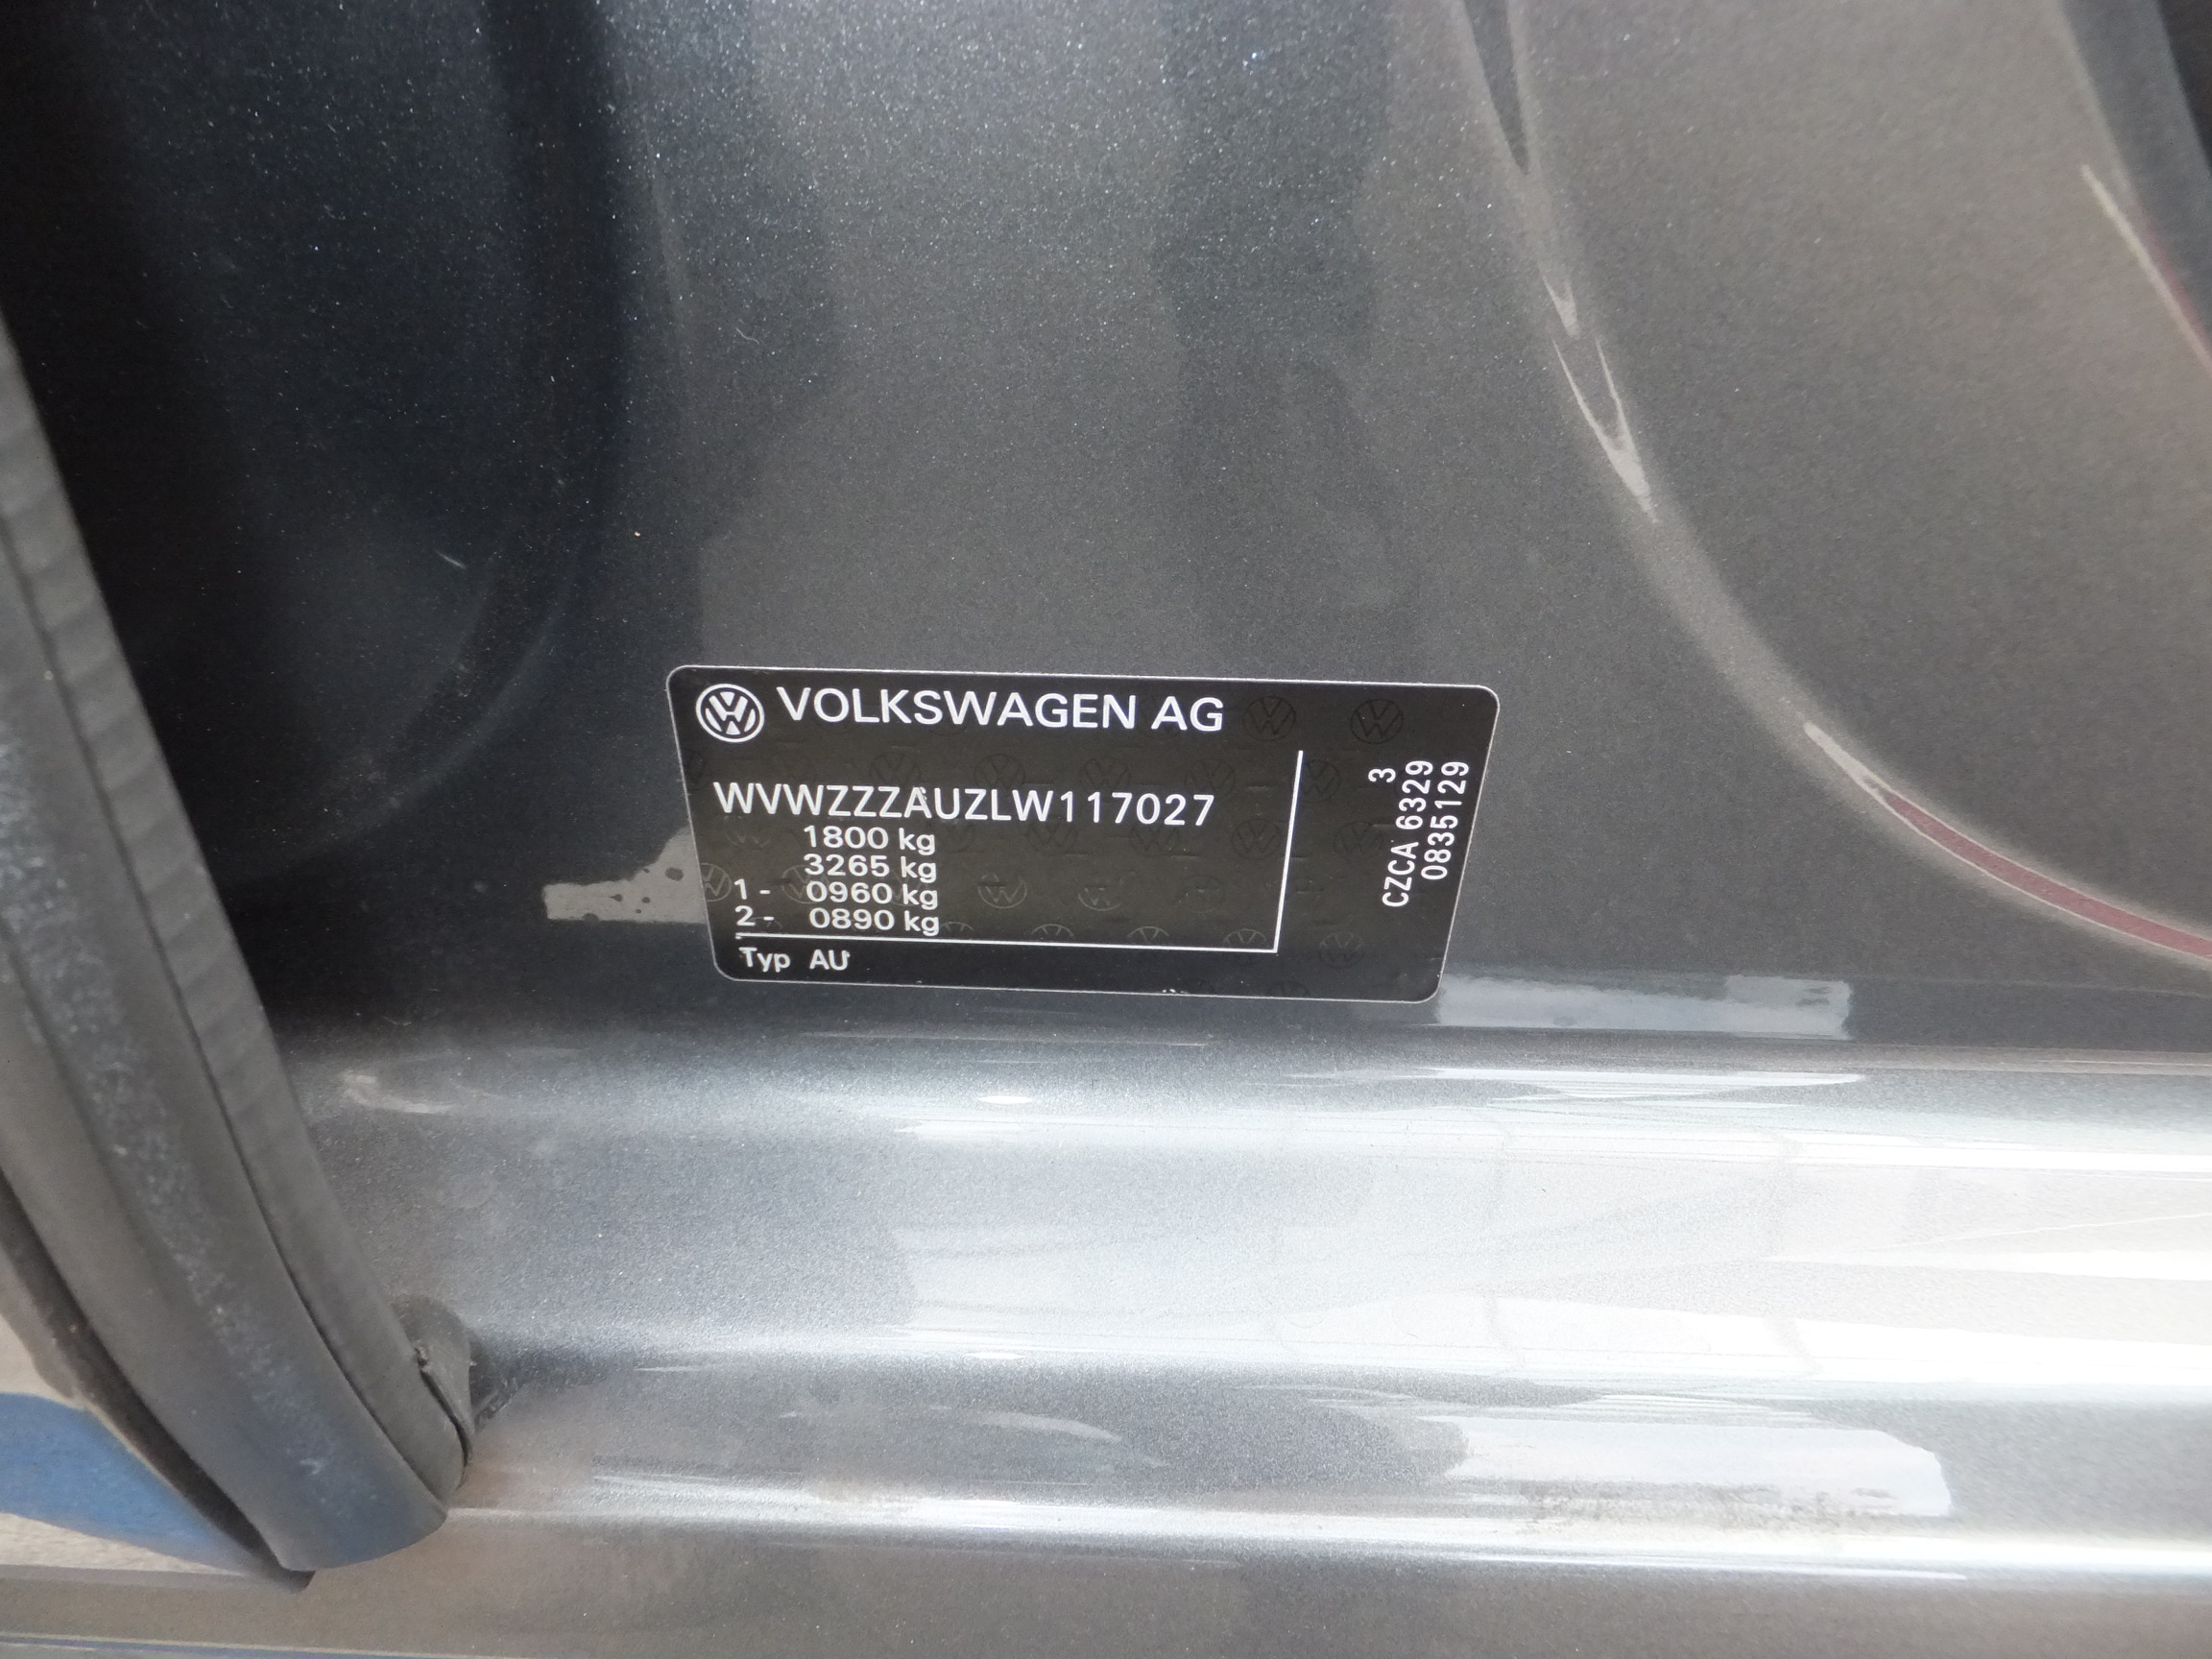 VOLKSWAGEN AG
WVWZZZAUZLW117027
1800 kg
3265 kg
1- 0960 kg
2- 0890 kg
Typ AU
3
CZCA 6329
0835129